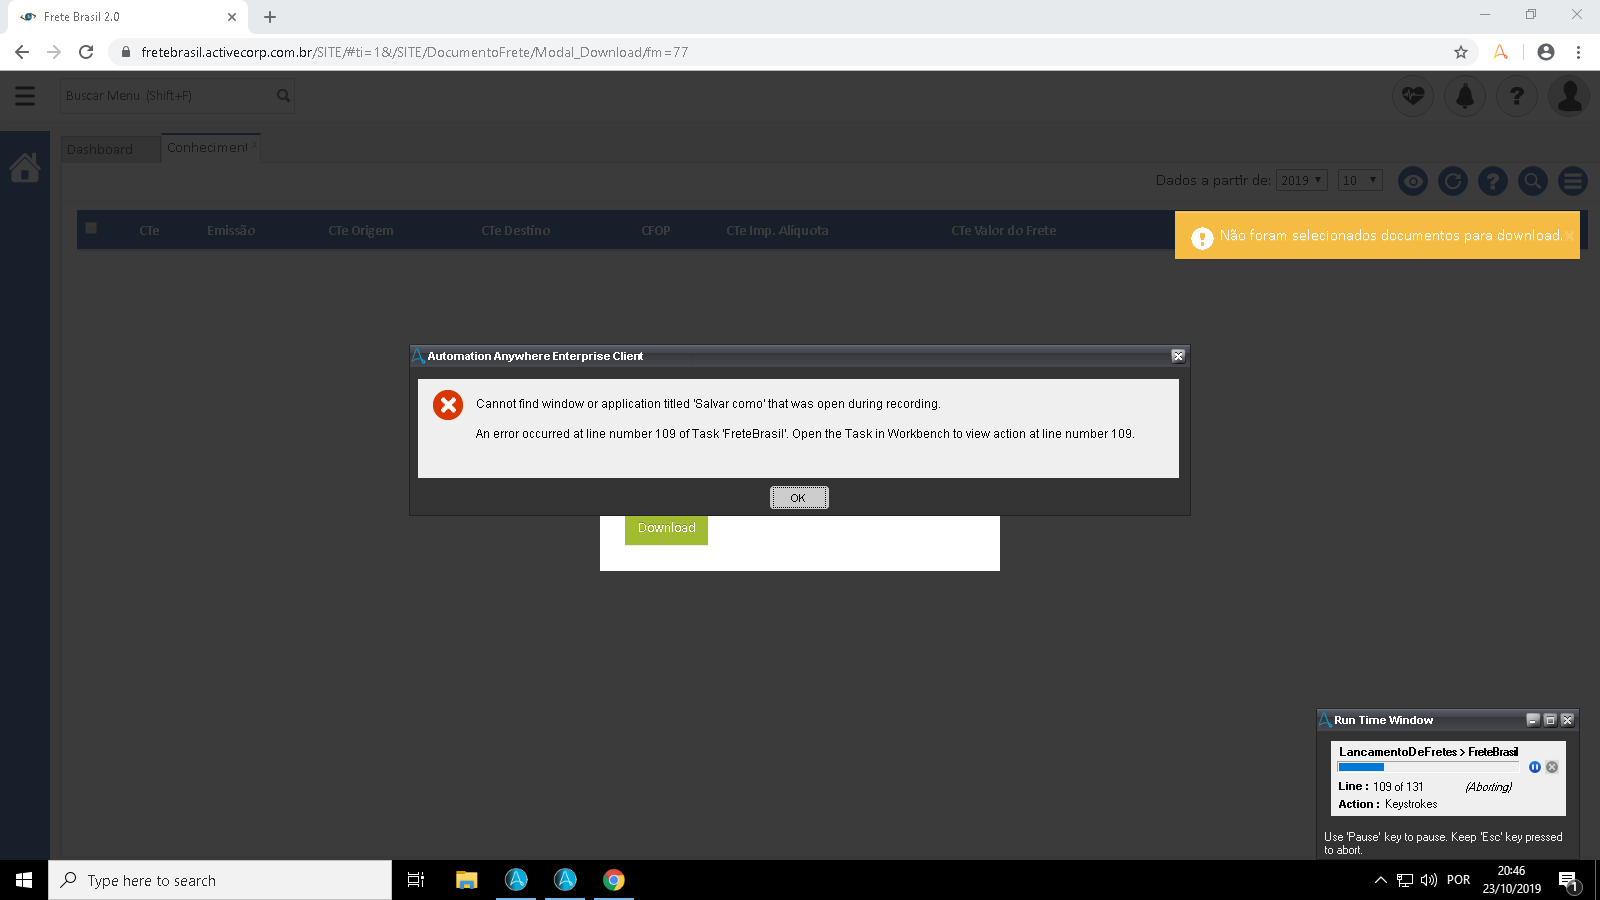 Frete Brasil 2.0
fretebrasil.activecorp.com.br/SITE/#ti=1&/SITE/DocumentoFrete/Modal_Download/fm=77
Buscar Menu (Shift+F)
Dashboard
Conheciment x
Dados a partir de: 2019 10
CTe Emissão CTe Origem CTe Destino CFOP CTe Imp. Alíquota CTe Valor do Frete
Não foram selecionados documentos para download. x
Automation Anywhere Enterprise Client
Cannot find window or application titled 'Salvar como' that was open during recording.
An error occurred at line number 109 of Task 'FreteBrasil'. Open the Task in Workbench to view action at line number 109.
OK
Download
Run Time Window
LancamentoDeFretes > FreteBrasil
Line : 109 of 131 (Aborting)
Action : Keystrokes
Use 'Pause' key to pause. Keep 'Esc' key pressed
to abort.
Type here to search
POR
20:46
23/10/2019
1